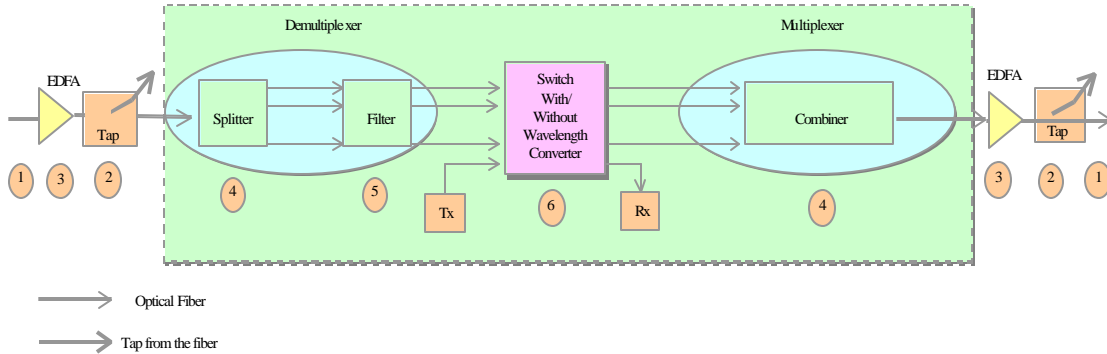 Demultiplexer
Multiplexer
EDFA
EDFA
Tap
Splitter
Filter
Switch
With/
Without
Wavelength
Converter
Combiner
Tap
1
3
2
4
5
Tx
6
Rx
4
3
2
1
Optical Fiber
Tap from the fiber